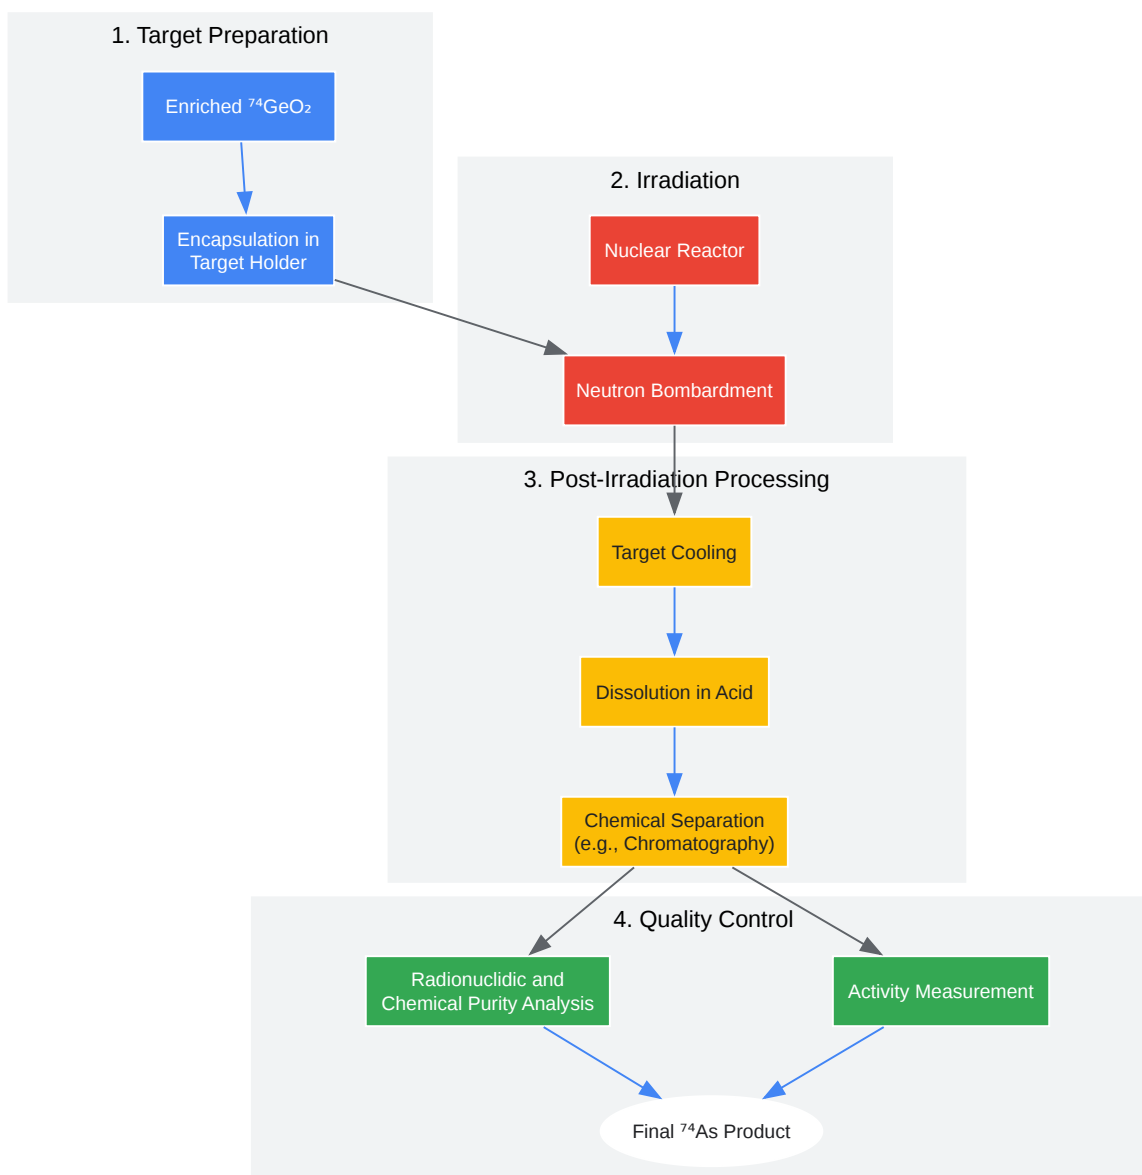 1. Target Preparation
Enriched ⁷⁴GeO₂
Encapsulation in
Target Holder
2. Irradiation
Nuclear Reactor
Neutron Bombardment
3. Post-Irradiation Processing
Target Cooling
Dissolution in Acid
Chemical Separation
(e.g., Chromatography)
4. Quality Control
Radionuclidic and
Chemical Purity Analysis
Activity Measurement
Final ⁷⁴As Product